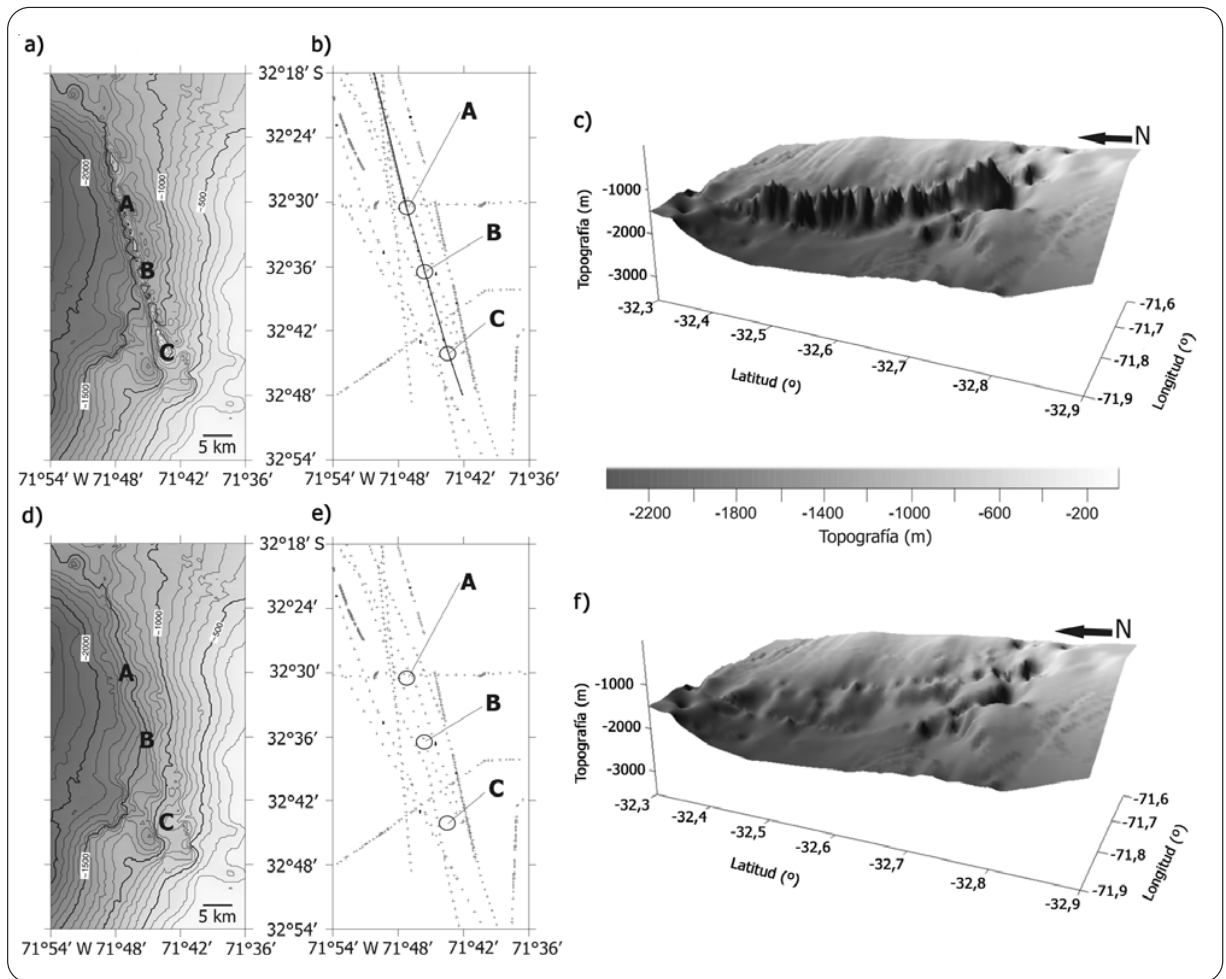 a)
b)
32°18′ S
32°24′
32°30′
32°36′
32°42′
32°48′
32°54′
71°54′ W 71°48′ 71°42′ 71°36′
71°54′ W 71°48′ 71°42′ 71°36′
-2000
-1000
-500
-1500
A
B
C
5 km
A
B
C
c)
N
Topografía (m)
-1000
-2000
-3000
-32,3
-32,4
-32,5
-32,6
-32,7
-32,8
-32,9
Latitud (º)
-71,6
-71,7
-71,8
-71,9
Longitud (º)
-2200 -1800 -1400 -1000 -600 -200
Topografía (m)
d)
e)
32°18′ S
32°24′
32°30′
32°36′
32°42′
32°48′
32°54′
71°54′ W 71°48′ 71°42′ 71°36′
71°54′ W 71°48′ 71°42′ 71°36′
-2000
-1000
-500
-1500
A
B
C
5 km
A
B
C
f)
N
Topografía (m)
-1000
-2000
-3000
-32,3
-32,4
-32,5
-32,6
-32,7
-32,8
-32,9
Latitud (º)
-71,6
-71,7
-71,8
-71,9
Longitud (º)